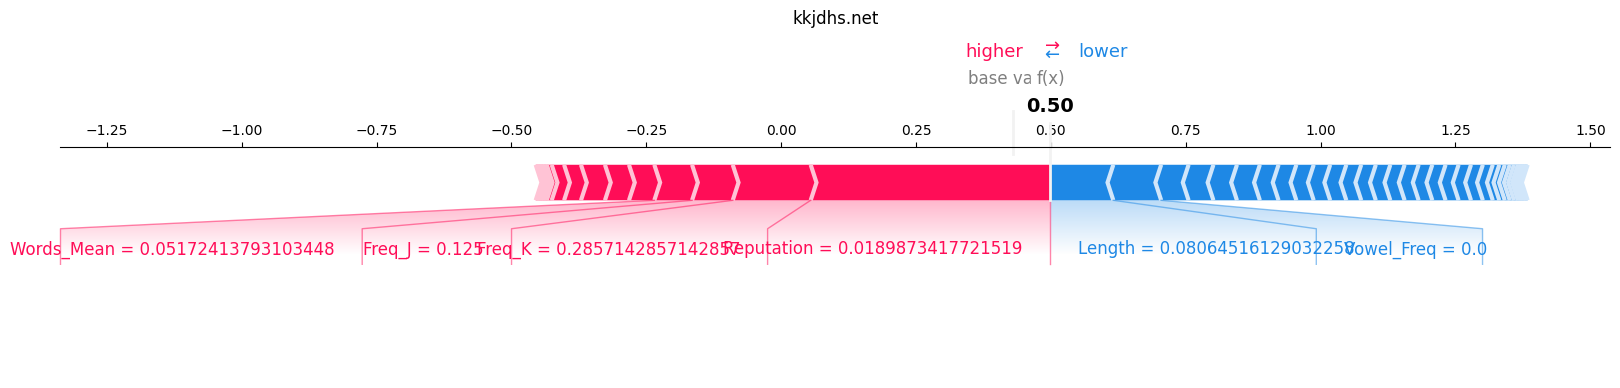 kkjdhs.net
higher ⇄ lower
base va f(x)
0.50
−1.25 −1.00 −0.75 −0.50 −0.25 0.00 0.25 0.50 0.75 1.00 1.25 1.50
Words_Mean = 0.05172413793103448 Freq_J = 0.125 Freq_K = 0.2857142857142857 Reputation = 0.0189873417721519 Length = 0.08064516129032258 Vowel_Freq = 0.0